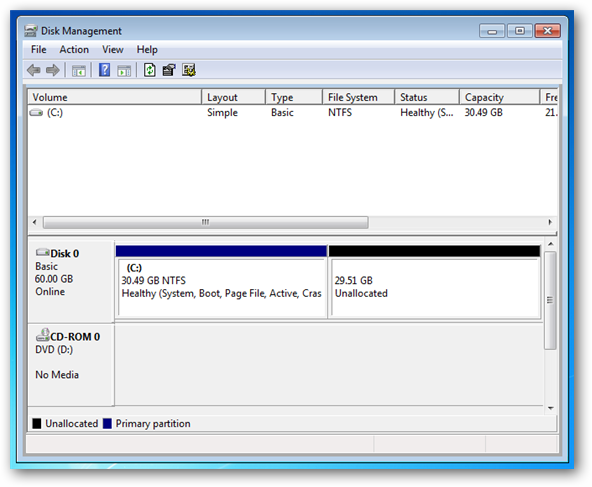 Disk Management
File Action View Help
Volume Layout Type File System Status Capacity Fre
(C:) Simple Basic NTFS Healthy (S... 30.49 GB 21.
Disk 0
Basic
60.00 GB
Online
(C:)
30.49 GB NTFS
Healthy (System, Boot, Page File, Active, Cras
29.51 GB
Unallocated
CD-ROM 0
DVD (D:)
No Media
Unallocated Primary partition